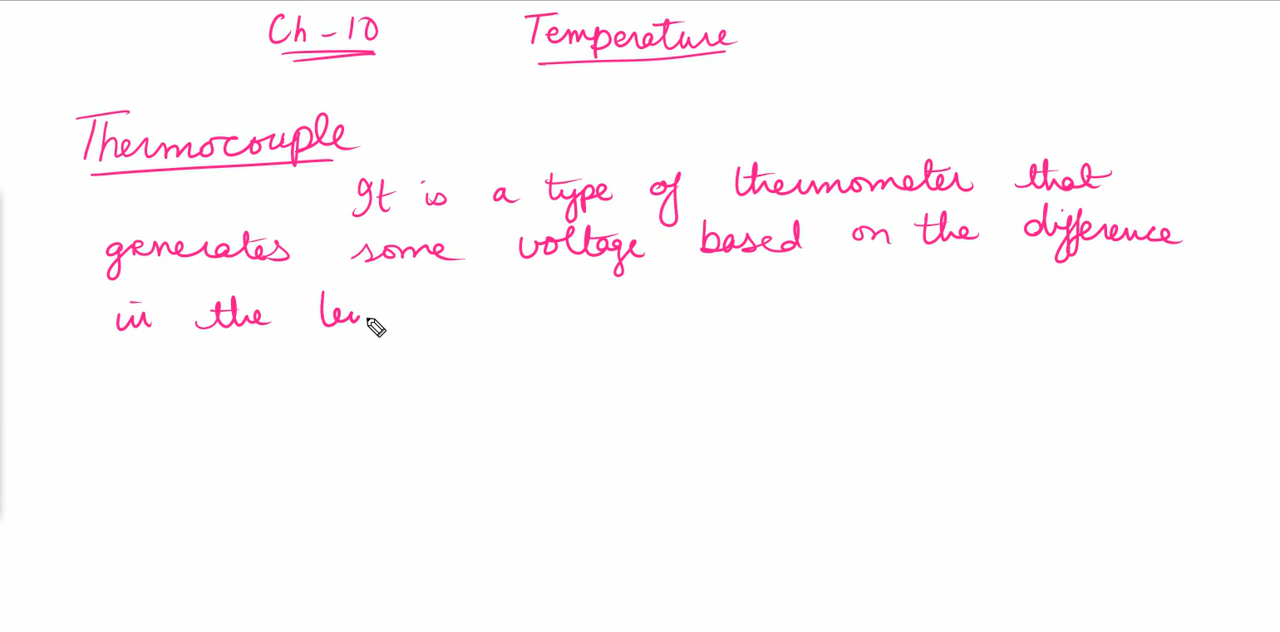 Ch - 10 Temperature
Thermocouple
It is a type of thermometer that
generates some voltage based on the difference
in the